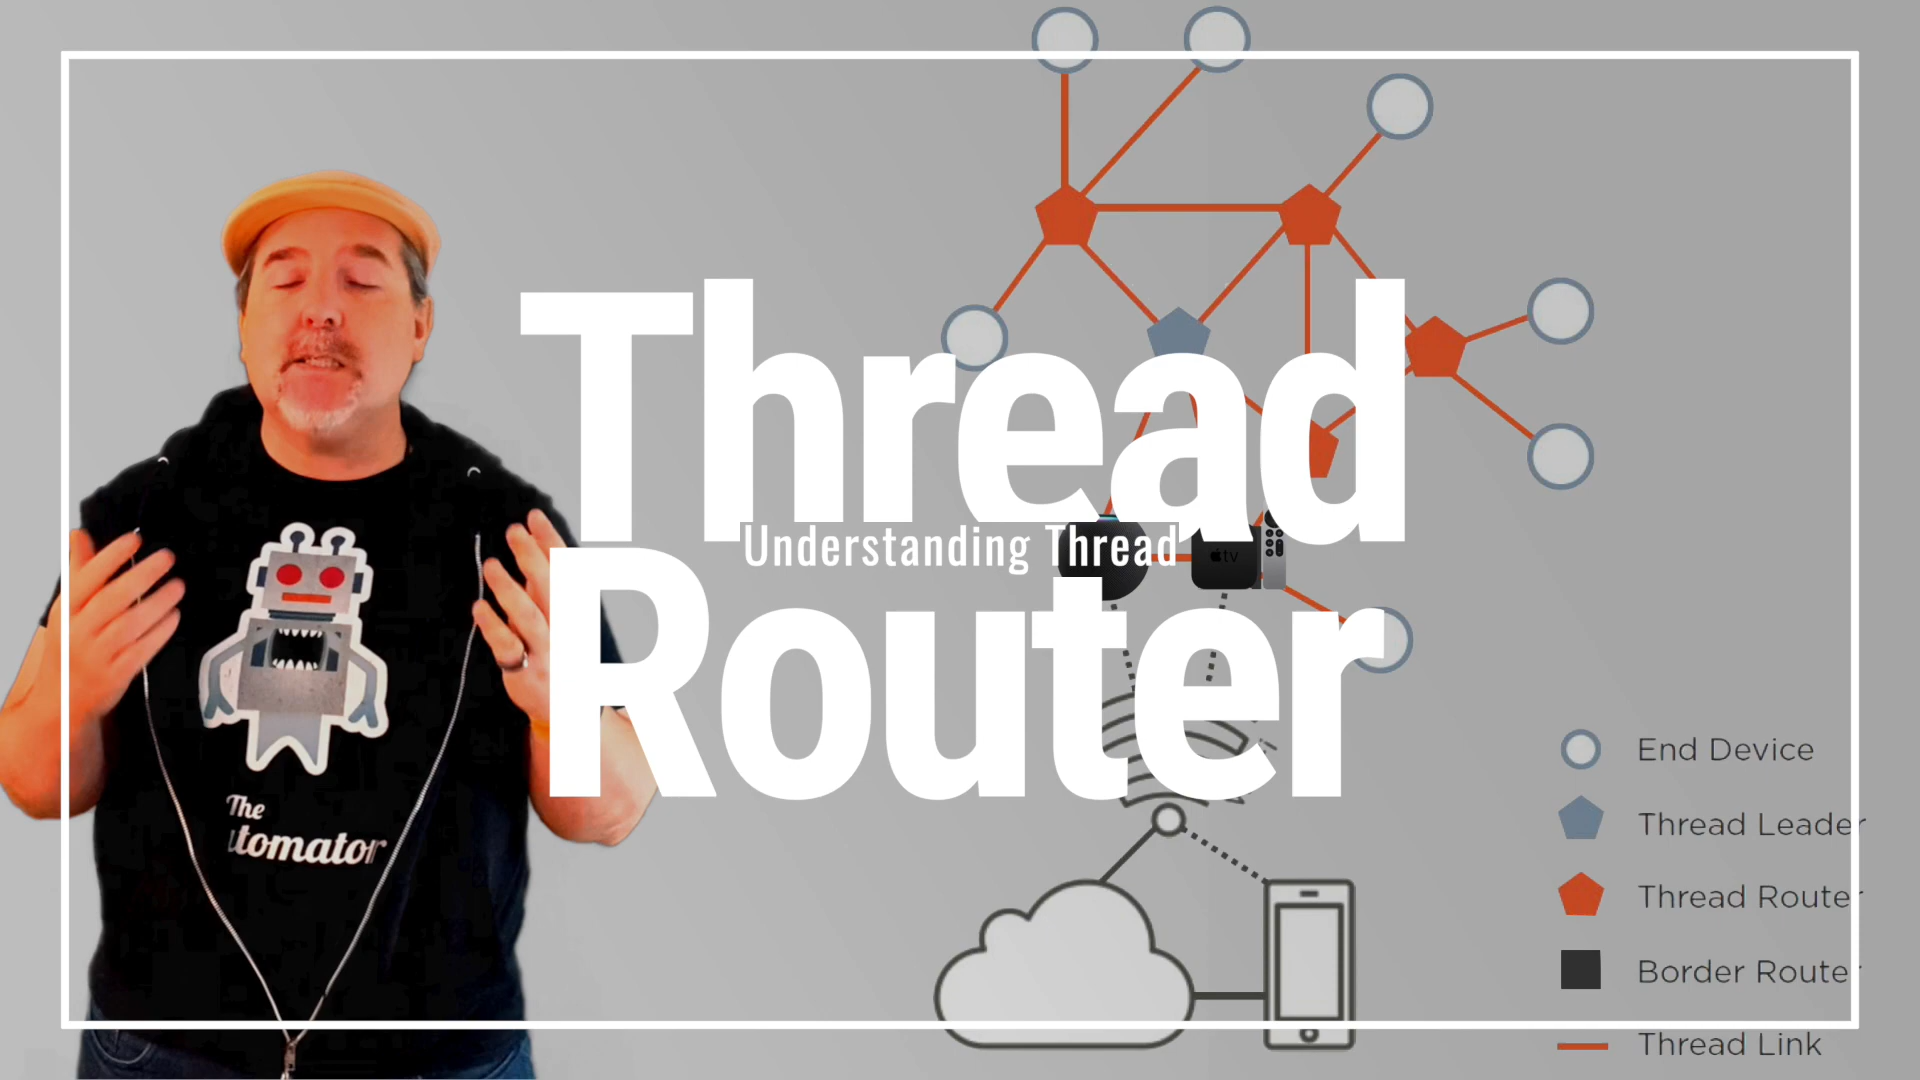 Thread
Understanding Thread
Router
The
utomator
tv
End Device
Thread Leader
Thread Router
Border Router
Thread Link